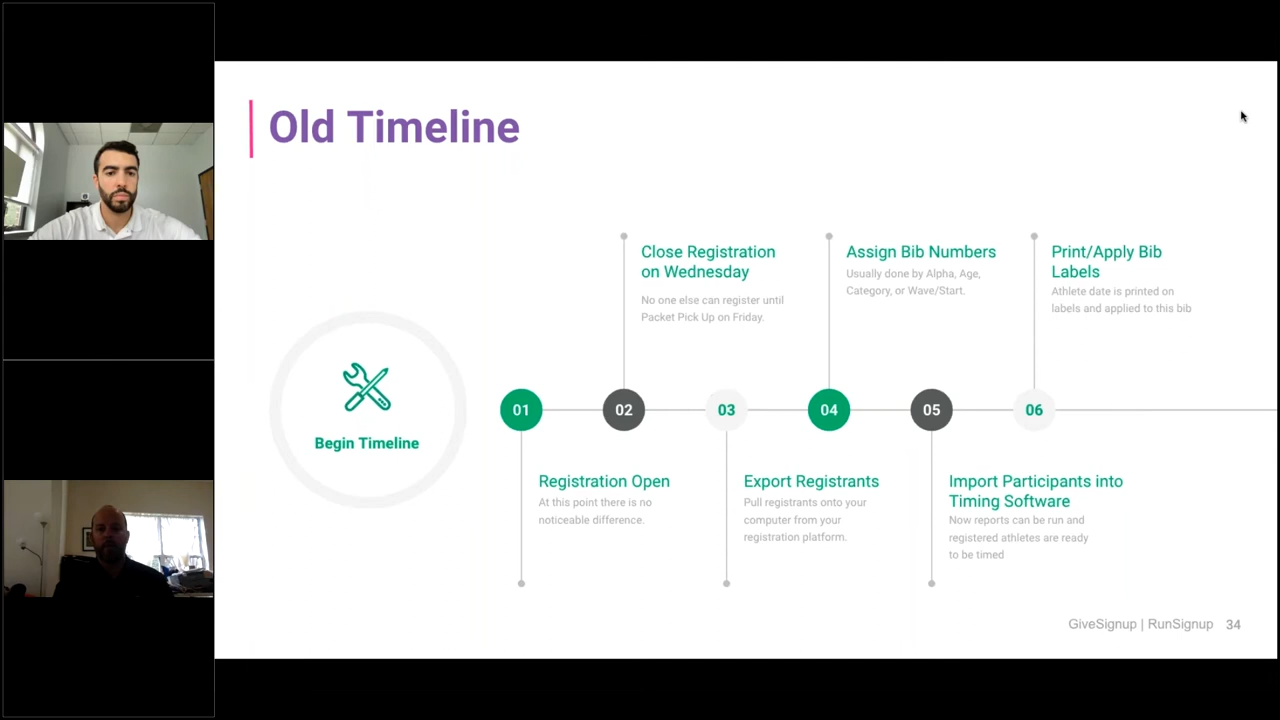 Old Timeline
Close Registration
on Wednesday
No one else can register until
Packet Pick Up on Friday.
Assign Bib Numbers
Usually done by Alpha, Age,
Category, or Wave/Start.
Print/Apply Bib
Labels
Athlete date is printed on
labels and applied to this bib
Begin Timeline
01
02
03
04
05
06
Registration Open
At this point there is no
noticeable difference.
Export Registrants
Pull registrants onto your
computer from your
registration platform.
Import Participants into
Timing Software
Now reports can be run and
registered athletes are ready
to be timed
GiveSignup | RunSignup 34